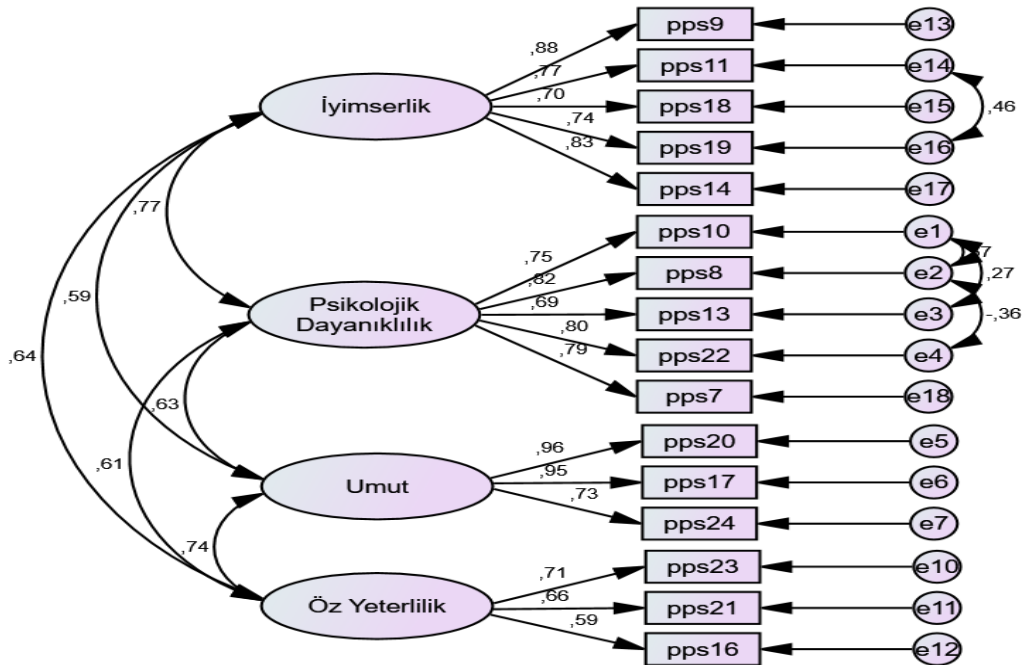 pps9
e13
,88
pps11
e14
,77
,70
İyimserlik
pps18
e15
,46
,74
pps19
e16
,83
pps14
e17
,77
pps10
e1
,75
pps8
e2
,27
,82
,59
Psikolojik
Dayanıklılık
,69
pps13
e3
-,36
,80
pps22
e4
,64
,79
pps7
e18
,63
,96
pps20
e5
,61
,95
Umut
pps17
e6
,73
pps24
e7
,74
,71
pps23
e10
,66
Öz Yeterlilik
pps21
e11
,59
pps16
e12